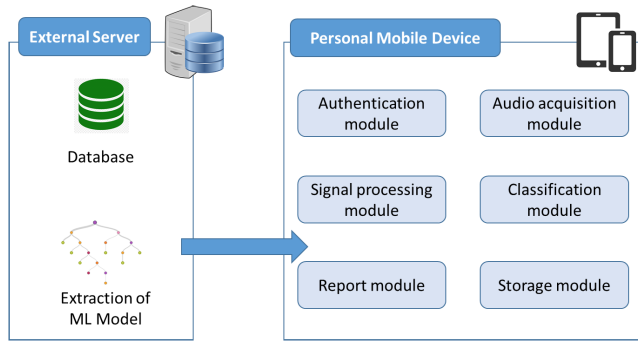 External Server
Personal Mobile Device
Database
Extraction of
ML Model
Authentication
module
Audio acquisition
module
Signal processing
module
Classification
module
Report module
Storage module